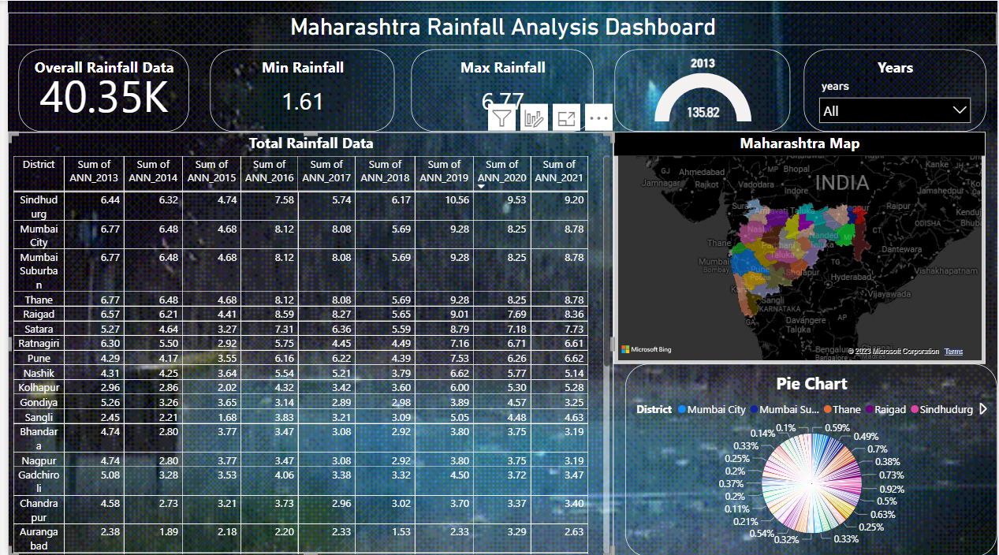 Maharashtra Rainfall Analysis Dashboard
Overall Rainfall Data
40.35K
Min Rainfall
1.61
Max Rainfall
6.77
2013
135.82
Years
years
All
Total Rainfall Data
District Sum of ANN_2013 Sum of ANN_2014 Sum of ANN_2015 Sum of ANN_2016 Sum of ANN_2017 Sum of ANN_2018 Sum of ANN_2019 Sum of ANN_2020 Sum of ANN_2021
Sindhudurg 6.44 6.32 4.74 7.58 5.74 6.17 10.56 9.53 9.20
Mumbai City 6.77 6.48 4.68 8.12 8.08 5.69 9.28 8.25 8.78
Mumbai Suburban 6.77 6.48 4.68 8.12 8.08 5.69 9.28 8.25 8.78
Thane 6.77 6.48 4.68 8.12 8.08 5.69 9.28 8.25 8.78
Raigad 6.57 6.21 4.41 8.59 8.27 5.65 9.01 7.69 8.36
Satara 5.27 4.64 3.27 7.31 6.36 5.59 8.79 7.18 7.73
Ratnagiri 6.30 5.50 2.92 5.75 4.45 4.49 7.16 6.71 6.61
Pune 4.29 4.17 3.55 6.16 6.22 4.39 7.53 6.26 6.62
Nashik 4.31 4.25 3.64 5.54 5.21 3.79 6.62 5.77 5.14
Kolhapur 2.96 2.86 2.02 4.32 3.42 3.60 6.00 5.30 5.28
Gondiya 5.26 3.26 3.65 3.14 2.89 2.98 3.89 4.57 3.25
Sangli 2.45 2.21 1.68 3.83 3.21 3.09 5.05 4.48 4.63
Bhandara 4.74 2.80 3.77 3.47 3.08 2.92 3.80 3.75 3.19
Nagpur 4.74 2.80 3.77 3.47 3.08 2.92 3.80 3.75 3.19
Gadchiroli 5.08 3.28 3.53 4.06 3.38 3.32 4.50 3.72 3.47
Chandrapur 4.58 2.73 3.21 3.73 2.96 3.02 3.70 3.37 3.40
Aurangabad 2.38 1.89 2.18 2.20 2.33 1.53 2.33 3.29 2.63
Maharashtra Map
GJ Ahmedabad
MP Bhopal
Kanke
JH
Jamnagar Rajkot
Vadodara
Indore
INDIA
Jamshedpur
Raipur
ODISHA
CT
Thane
Dantewara
Mumbai
Bombay
Pune
Poona
Parbhani
Taluka
Sholapur
TG
Hyderabad
Vishakhapatnam
Vijayawada
Sangli
KARNATAKA
GA
Davangere
Taluka
AP
Bangalore
Madras
Microsoft Bing
© 2023 Microsoft Corporation Terms
Pie Chart
District Mumbai City Mumbai Su... Thane Raigad Sindhudurg
0.1%
0.59%
0.14%
0.49%
0.33%
0.7%
0.25%
0.38%
0.2%
0.73%
0.37%
0.92%
0.2%
0.5%
0.11%
0.63%
0.21%
0.25%
0.54%
0.33%
0.32%